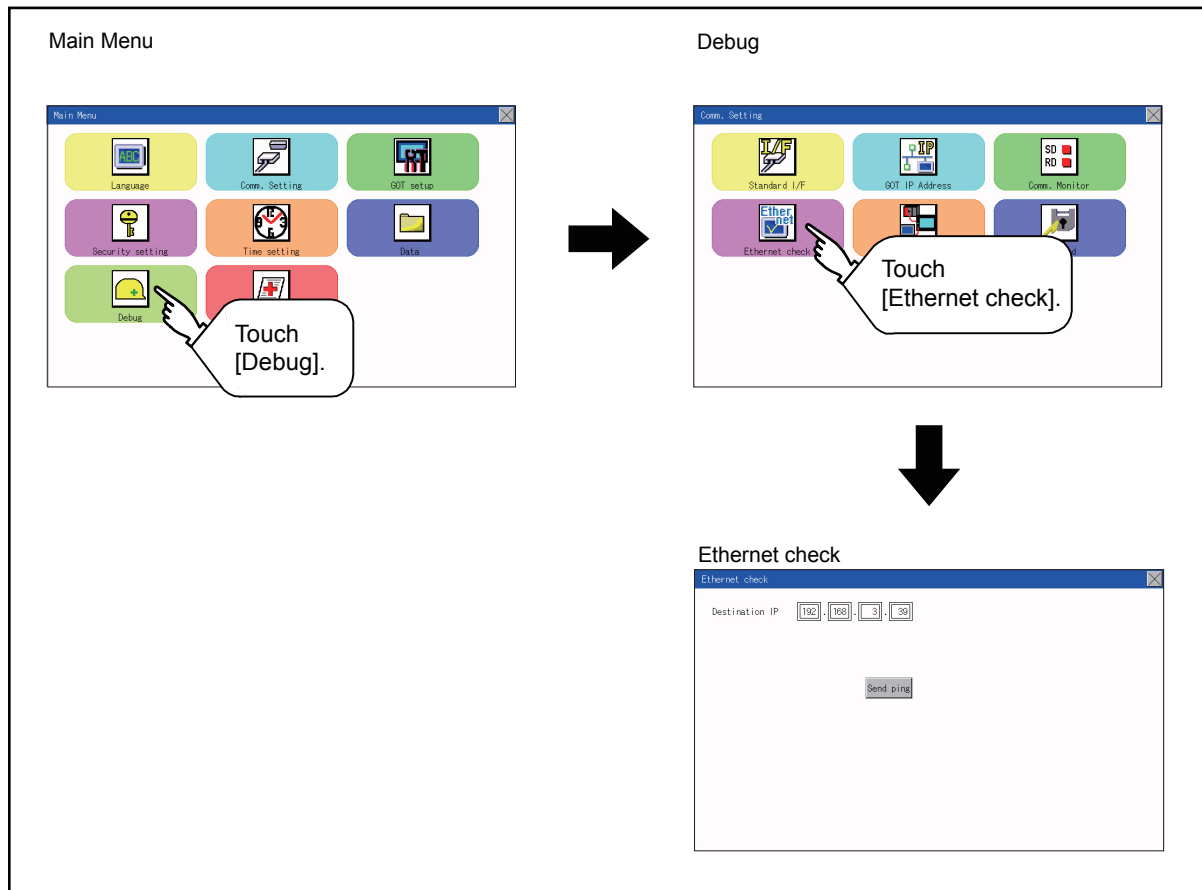 Main Menu
Main Menu
ABC
Language
Comm. Setting
GOT setup
Security setting
Time setting
Data
Debug
Touch
[Debug].
Debug
Comm. Setting
I/F
Standard I/F
IP
GOT IP Address
SD
RD
Comm. Monitor
Ether
net
Ethernet check
Touch
[Ethernet check].
Ethernet check
Ethernet check
Destination IP 192 . 168 . 3 . 39
Send ping